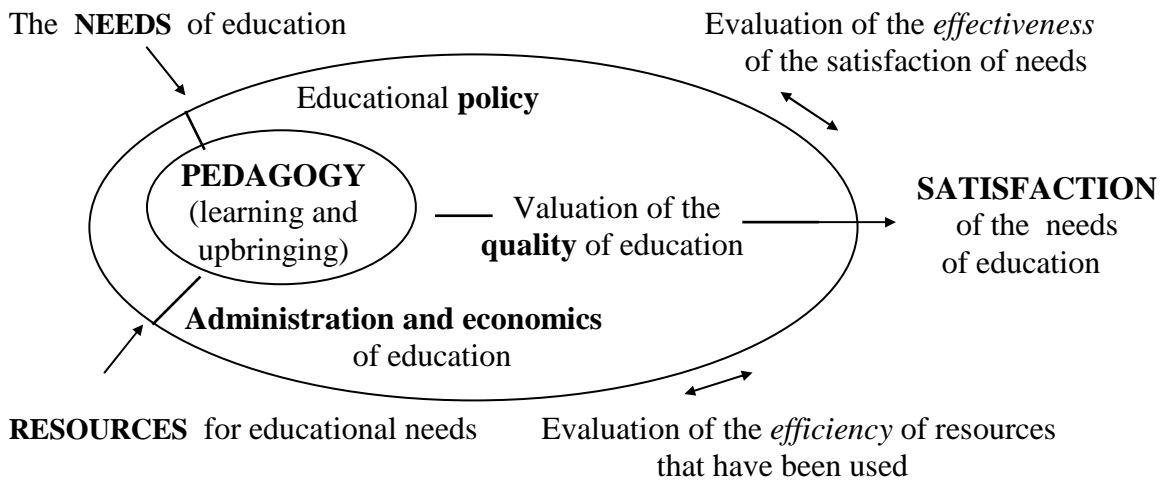 The NEEDS of education
Evaluation of the effectiveness
of the satisfaction of needs
Educational policy
PEDAGOGY
(learning and
upbringing)
Valuation of the
quality of education
SATISFACTION
of the needs
of education
Administration and economics
of education
RESOURCES for educational needs
Evaluation of the efficiency of resources
that have been used